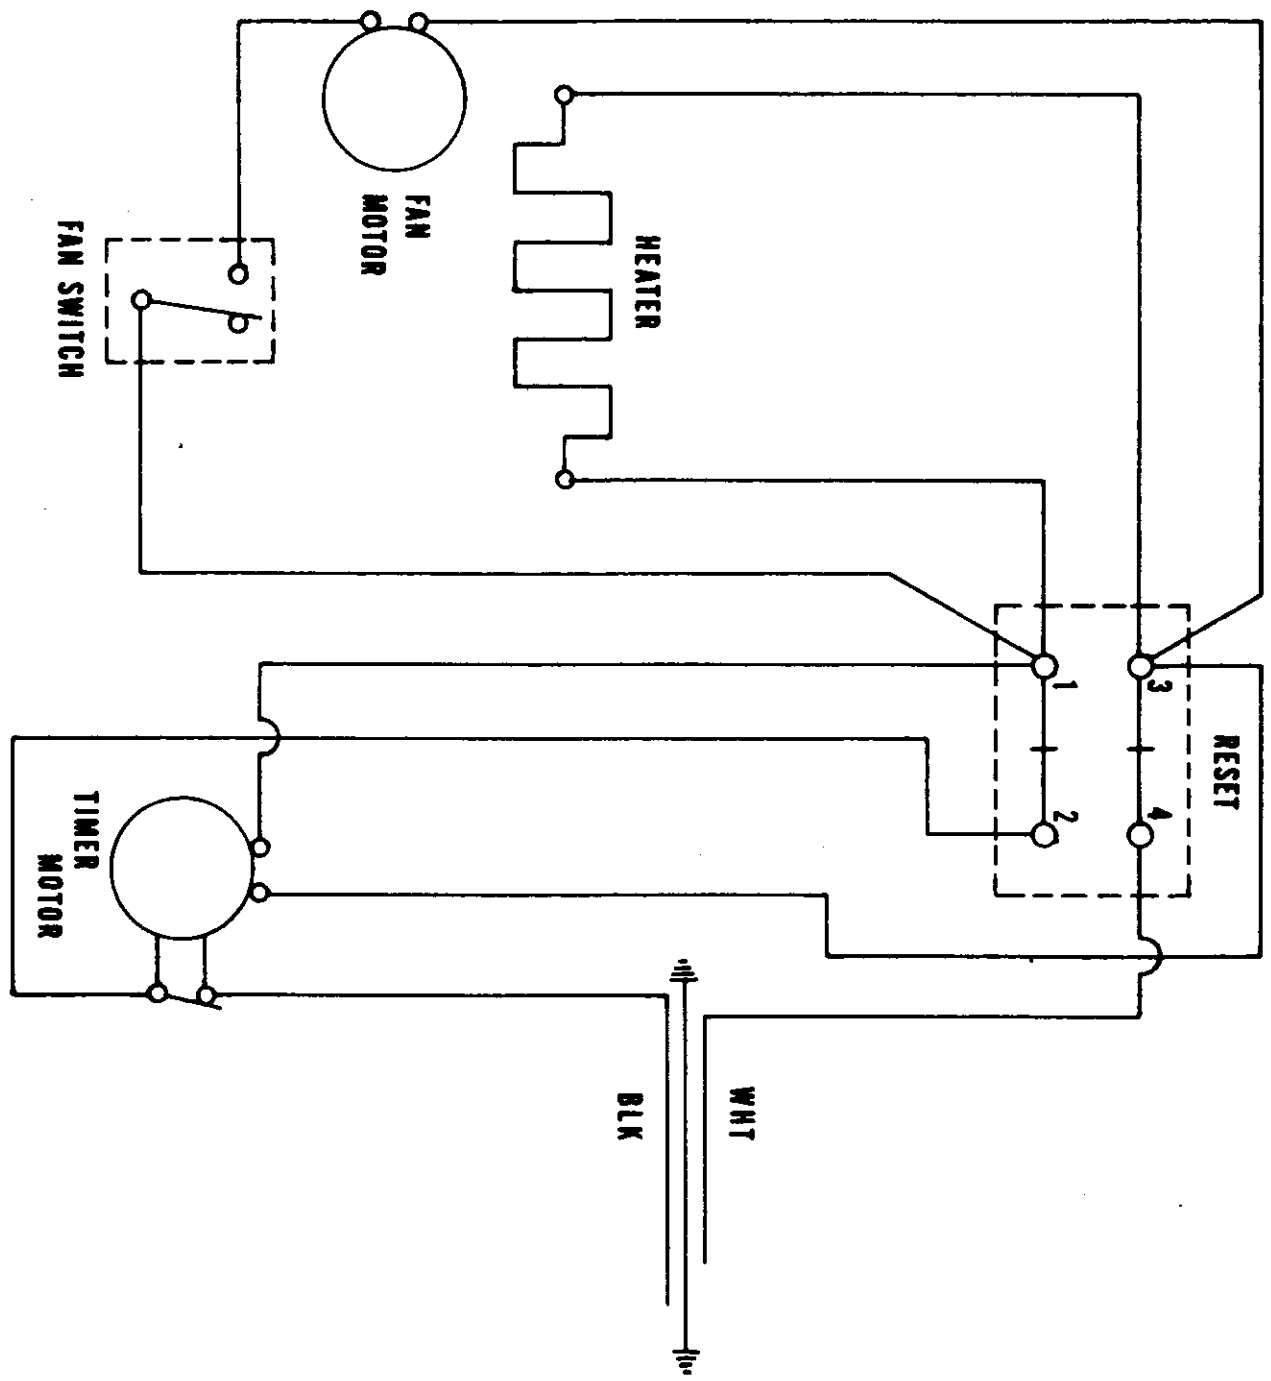 FAN
MOTOR
HEATER
FAN SWITCH
1
3
2
4
RESET
TIMER
MOTOR
BLK
WHT